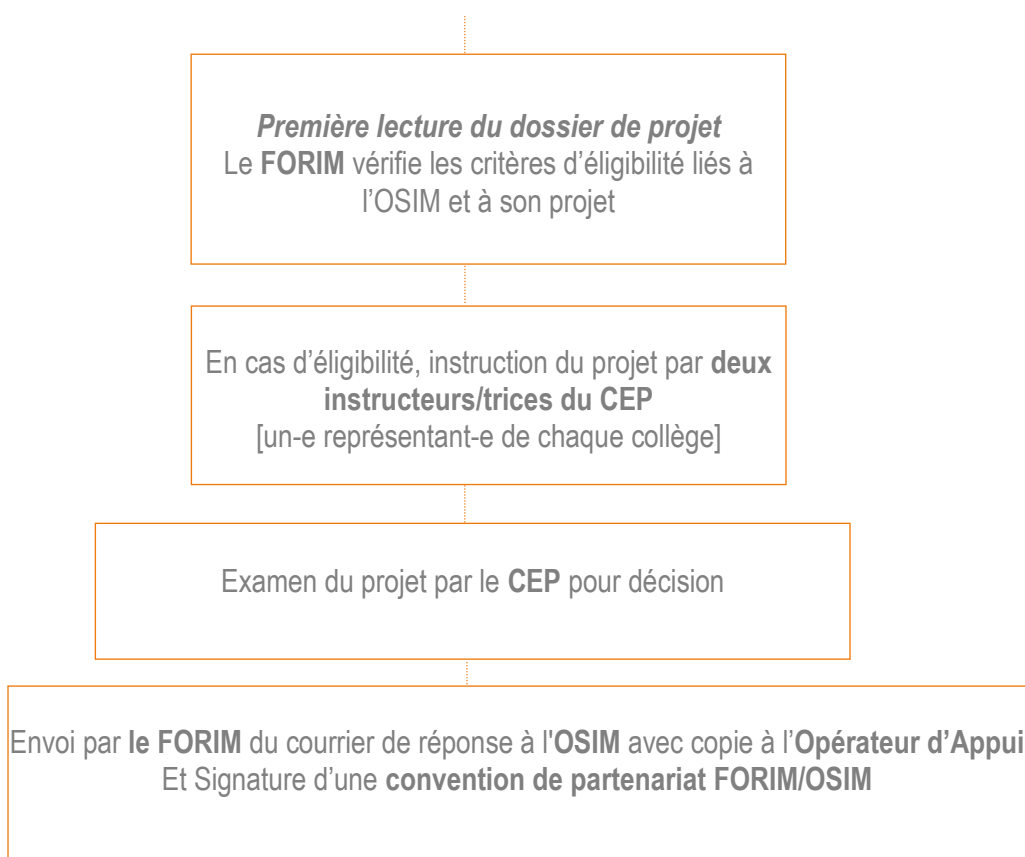 Première lecture du dossier de projet
Le FORIM vérifie les critères d’éligibilité liés à
l’OSIM et à son projet
En cas d’éligibilité, instruction du projet par deux
instructeurs/trices du CEP
[un-e représentant-e de chaque collège]
Examen du projet par le CEP pour décision
Envoi par le FORIM du courrier de réponse à l'OSIM avec copie à l’Opérateur d’Appui
Et Signature d’une convention de partenariat FORIM/OSIM